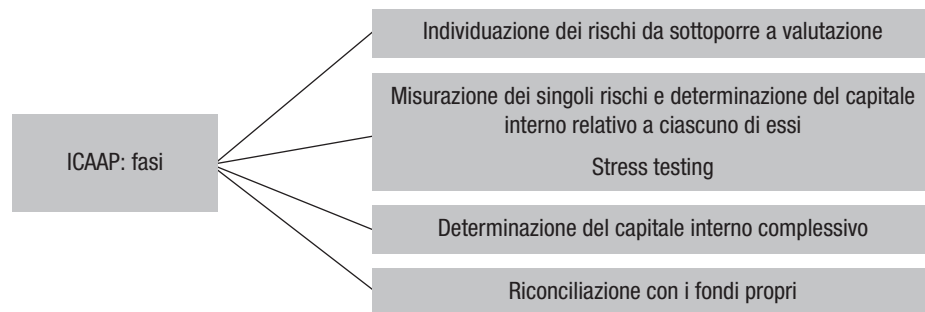 ICAAP: fasi
Individuazione dei rischi da sottoporre a valutazione
Misurazione dei singoli rischi e determinazione del capitale
interno relativo a ciascuno di essi
Stress testing
Determinazione del capitale interno complessivo
Riconciliazione con i fondi propri